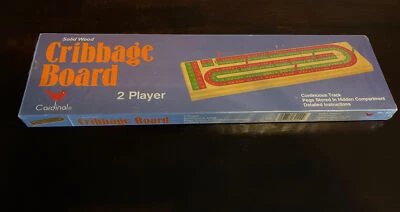 Solid Wood
Cribbage
Board
2 Player
Cardinal®
Continuous Track
Pegs Stored In Hidden Compartment
Detailed Instructions
Cribbage Board